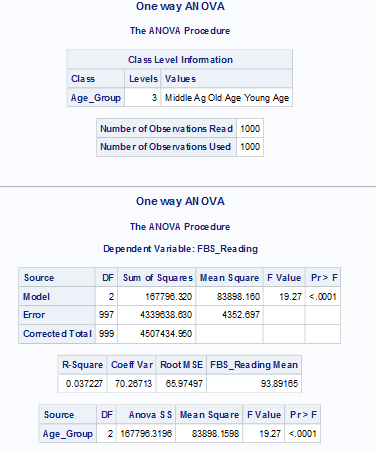 One way ANOVA
The ANOVA Procedure
Class Level Information
Class Levels Values
Age_Group 3 Middle Ag Old Age Young Age
Number of Observations Read 1000
Number of Observations Used 1000
One way ANOVA
The ANOVA Procedure
Dependent Variable: FBS_Reading
Source DF Sum of Squares Mean Square F Value Pr > F
Model 2 167796.320 83898.160 19.27 <.0001
Error 997 4339638.630 4352.697
Corrected Total 999 4507434.950
R-Square Coeff Var Root MSE FBS_Reading Mean
0.037227 70.26713 65.97497 93.89165
Source DF Anova SS Mean Square F Value Pr > F
Age_Group 2 167796.3196 83898.1598 19.27 <.0001